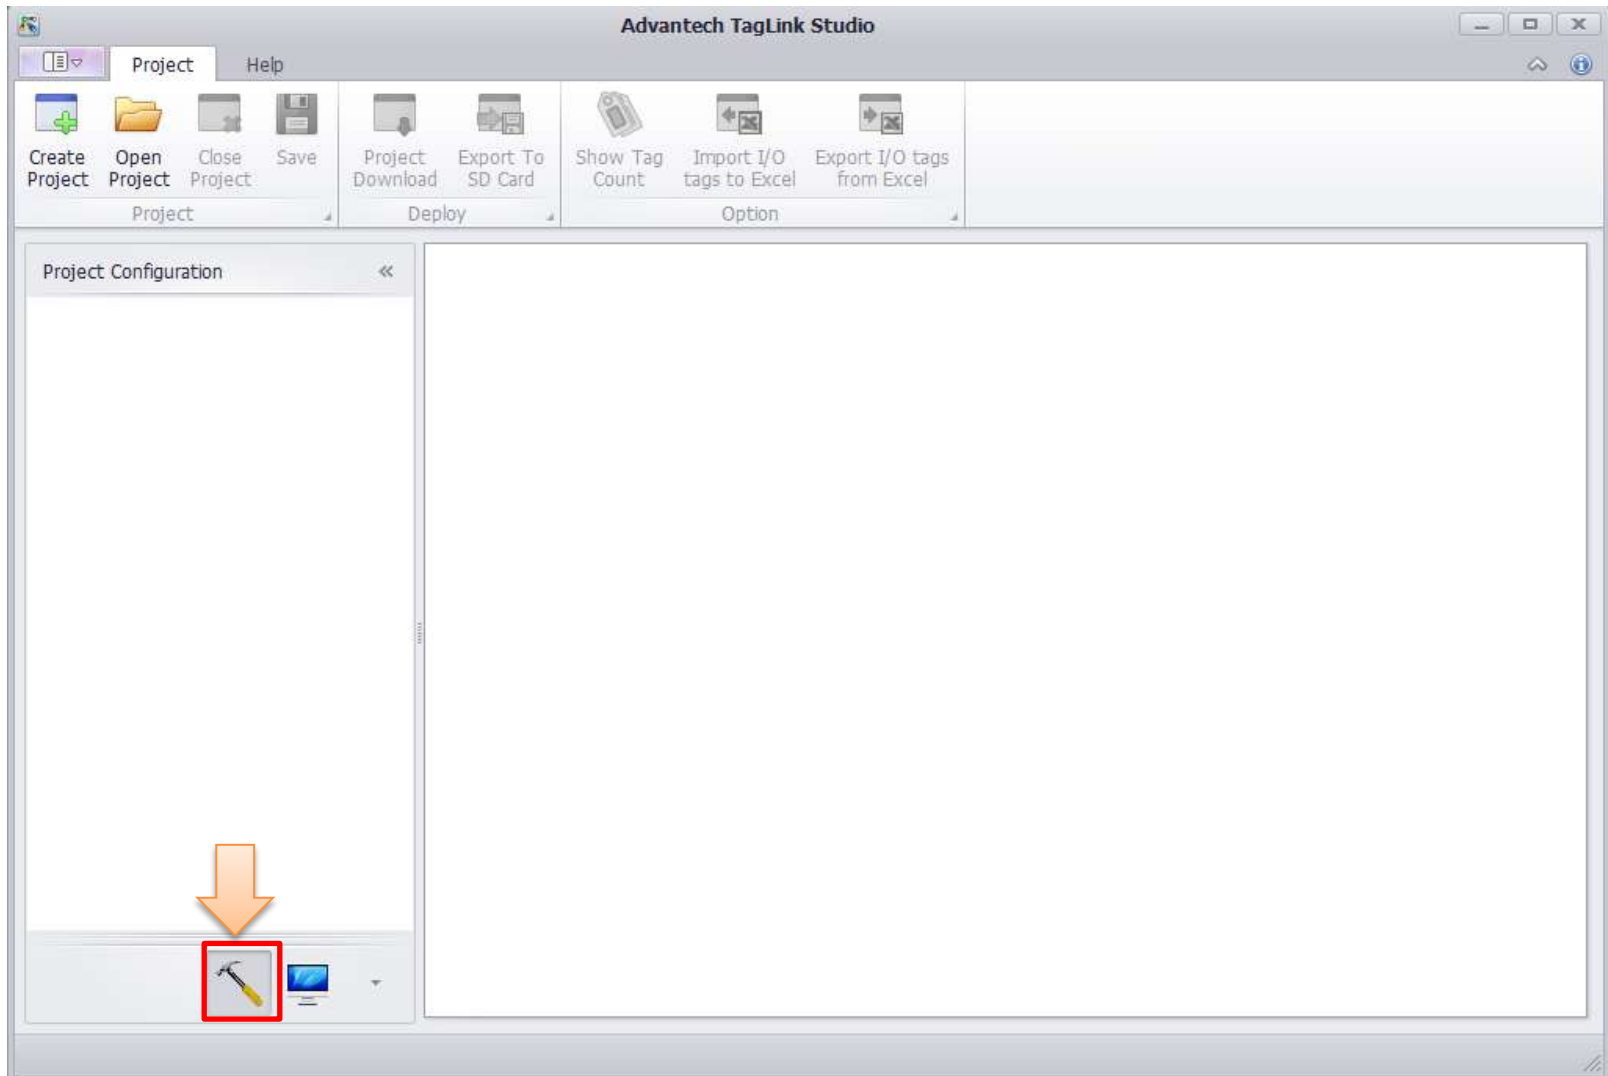 Advantech TagLink Studio
Project Help
Create Project
Open Project
Close Project
Save
Project Download
Export To SD Card
Show Tag Count
Import I/O tags to Excel
Export I/O tags from Excel
Project
Deploy
Option
Project Configuration